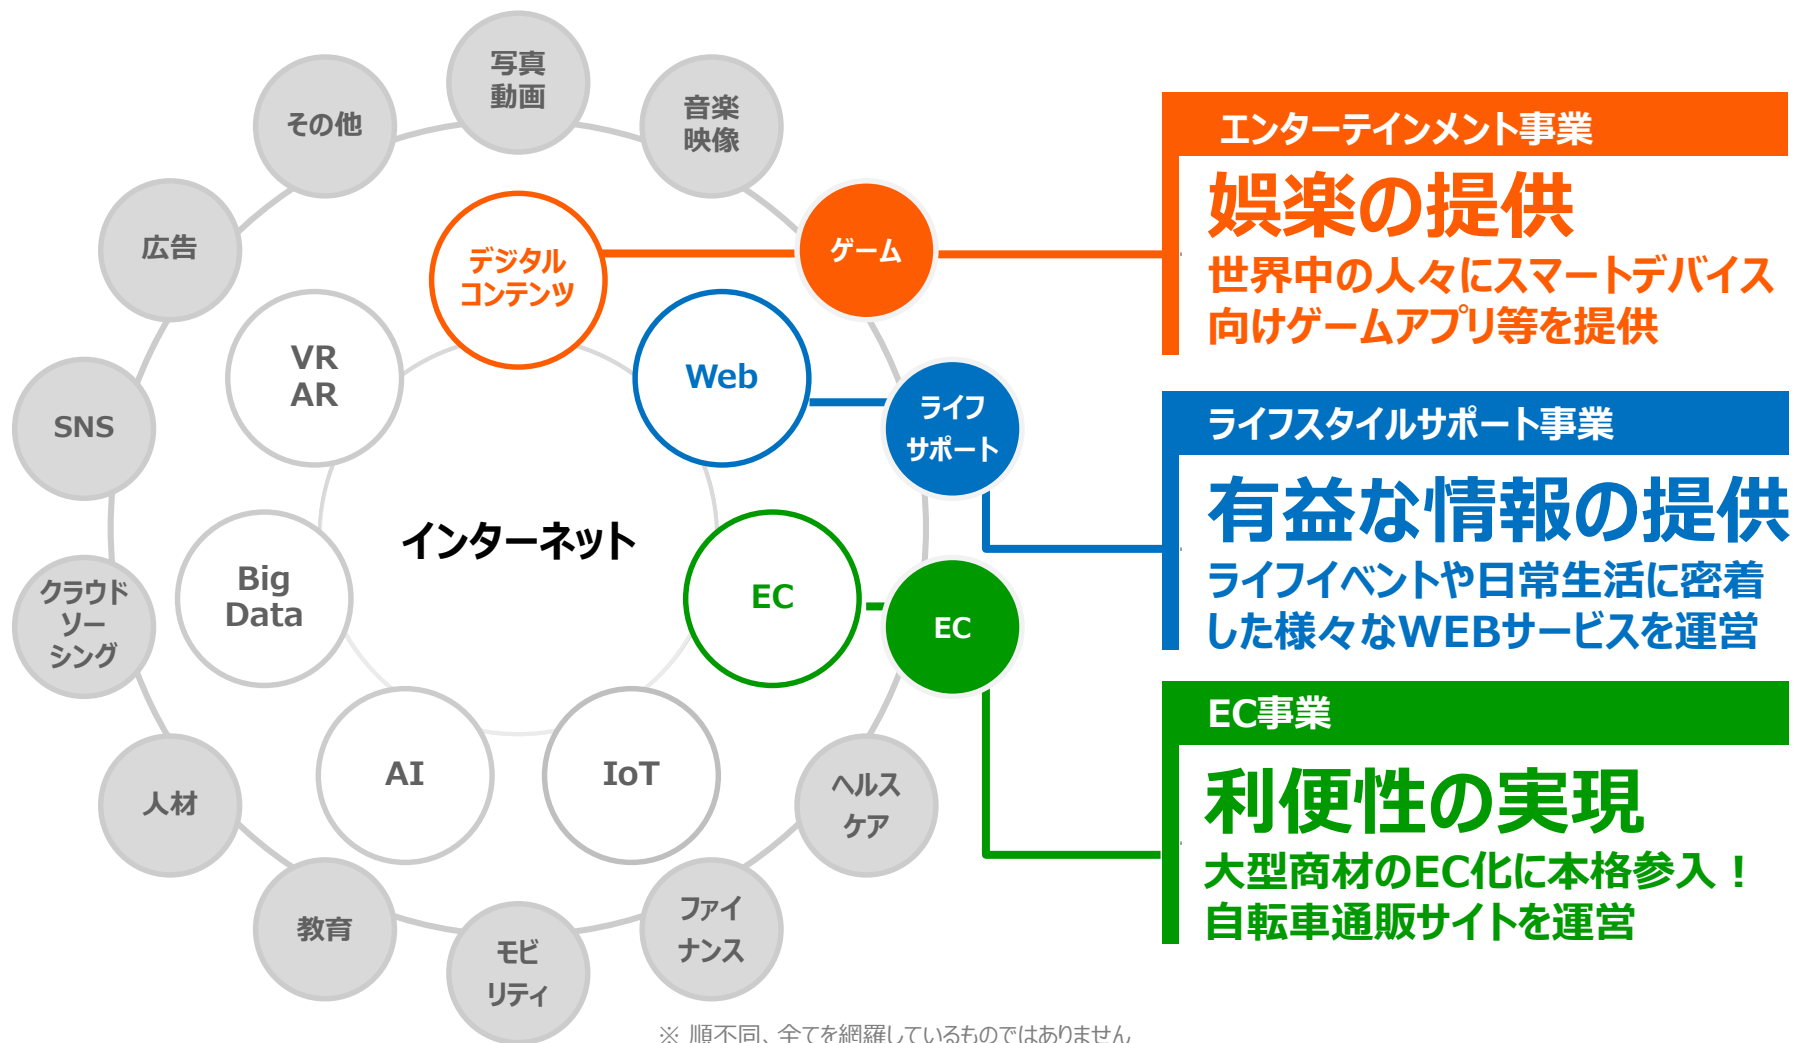 写真
動画
音楽
映像
その他
広告
SNS
クラウド
ソー
シング
人材
教育
モビ
リティ
ファイ
ナンス
ヘルス
ケア
EC
ライフ
サポート
ゲーム
デジタル
コンテンツ
Web
EC
IoT
AI
Big
Data
VR
AR
インターネット
エンターテインメント事業
娯楽の提供
世界中の人々にスマートデバイス
向けゲームアプリ等を提供
ライフスタイルサポート事業
有益な情報の提供
ライフイベントや日常生活に密着
した様々なWEBサービスを運営
EC事業
利便性の実現
大型商材のEC化に本格参入！
自転車通販サイトを運営
※ 順不同、全てを網羅しているものではありません